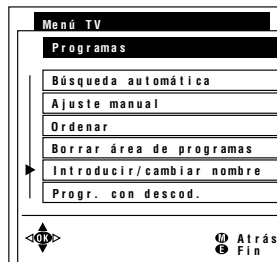 Menú TV
Programas
Búsqueda automática
Ajuste manual
Ordenar
Borrar área de programas
Introducir/cambiar nombre
Progr. con descod.
OK
M Atrás
E Fin